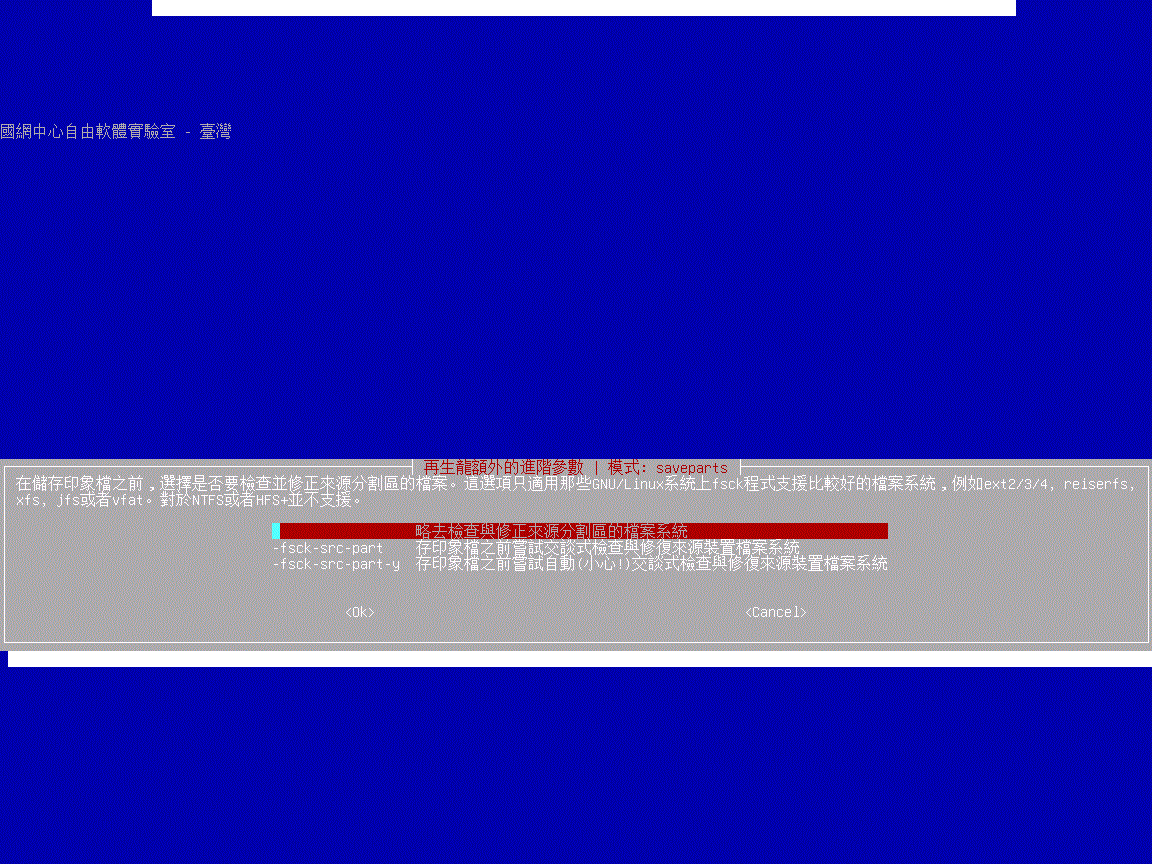 國網中心自由軟體實驗室 - 臺灣
再生龍額外的進階參數 | 模式: saveparts
在儲存印象檔之前,選擇是否要檢查並修正來源分割區的檔案。這選項只適用那些GNU/Linux系統上fsck程式支援比較好的檔案系統,例如ext2/3/4, reiserfs,
xfs, jfs或者vfat。對於NTFS或者HFS+並不支援。
略去檢查與修正來源分割區的檔案系統
-fsck-src-part 存印象檔之前嘗試交談式檢查與修復來源裝置檔案系統
-fsck-src-part-y 存印象檔之前嘗試自動(小心!)交談式檢查與修復來源裝置檔案系統
<Ok> <Cancel>